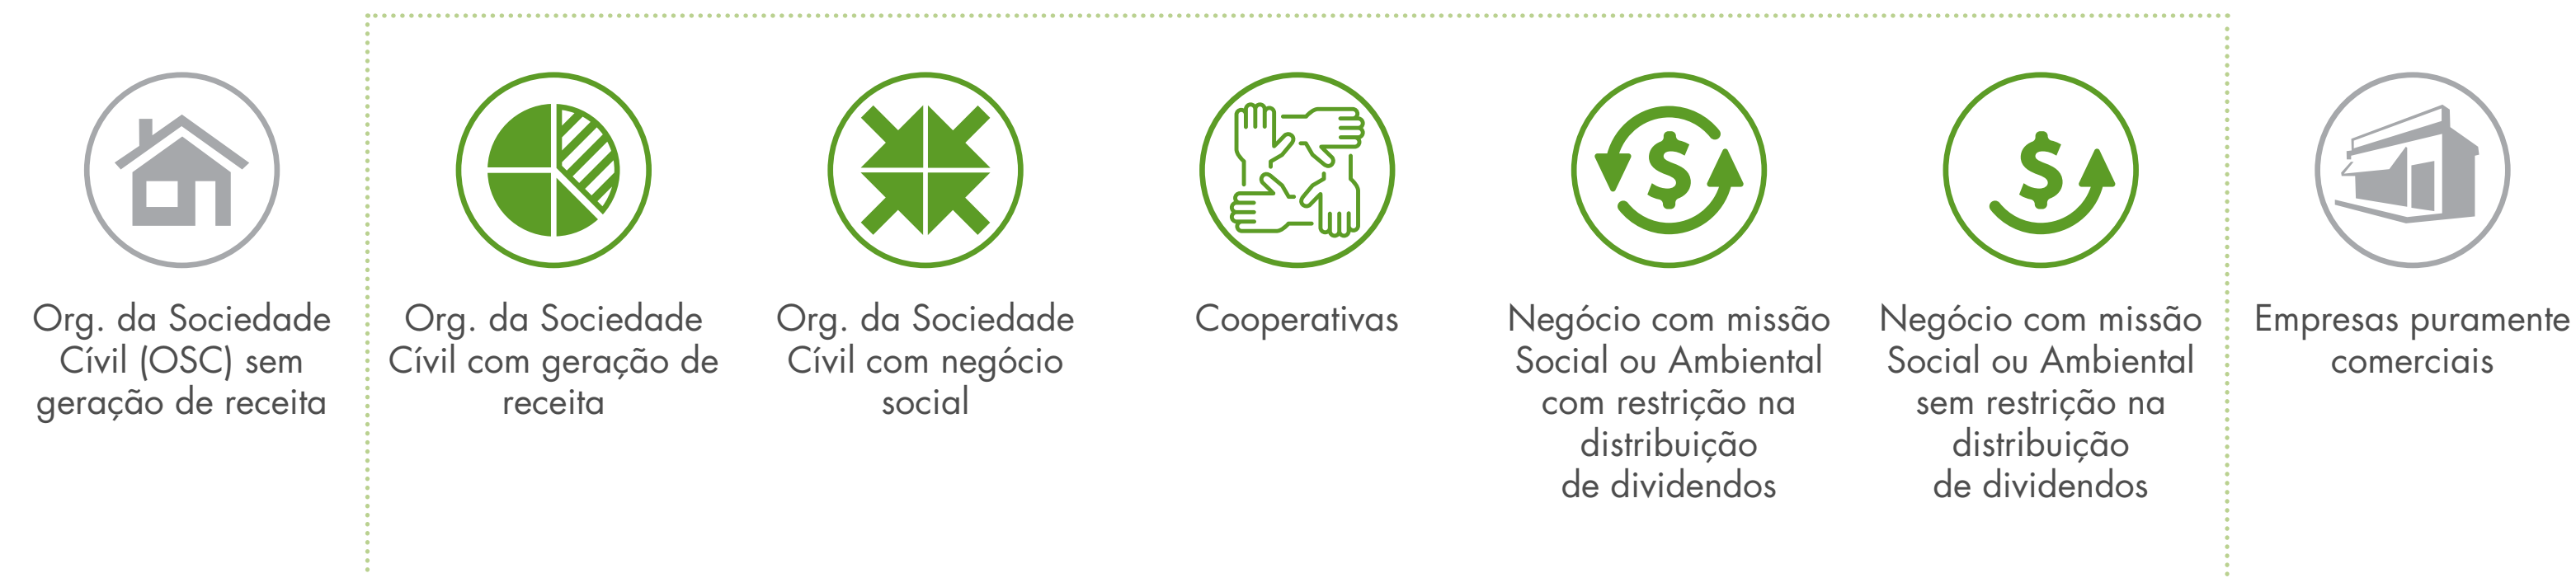 Org. da Sociedade
Cívil (OSC) sem
geração de receita
Org. da Sociedade
Cívil com geração de
receita
Org. da Sociedade
Cívil com negócio
social
Cooperativas
Negócio com missão
Social ou Ambiental
com restrição na
distribuição
de dividendos
Negócio com missão
Social ou Ambiental
sem restrição na
distribuição
de dividendos
Empresas puramente
comerciais